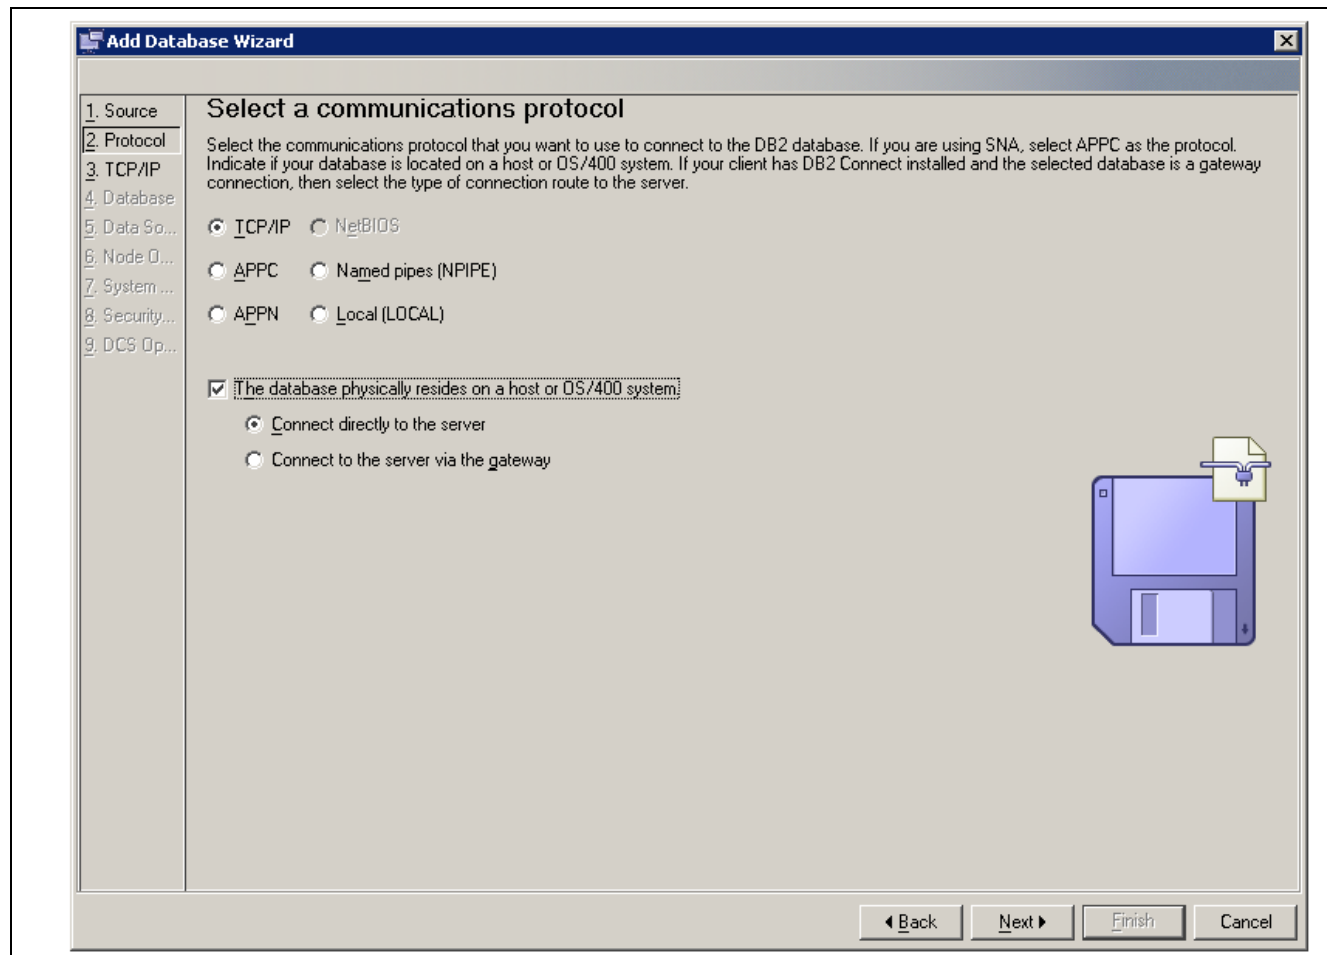 Add Database Wizard
1. Source
2. Protocol
3. TCP/IP
4. Database
5. Data So...
6. Node O...
7. System ...
8. Security...
9. DCS Op...
Select a communications protocol
Select the communications protocol that you want to use to connect to the DB2 database. If you are using SNA, select APPC as the protocol.
Indicate if your database is located on a host or OS/400 system. If your client has DB2 Connect installed and the selected database is a gateway
connection, then select the type of connection route to the server.
TCP/IP NetBIOS
APPC Named pipes (NPIPE)
APPN Local (LOCAL)
The database physically resides on a host or OS/400 system.
Connect directly to the server
Connect to the server via the gateway
Back Next Finish Cancel